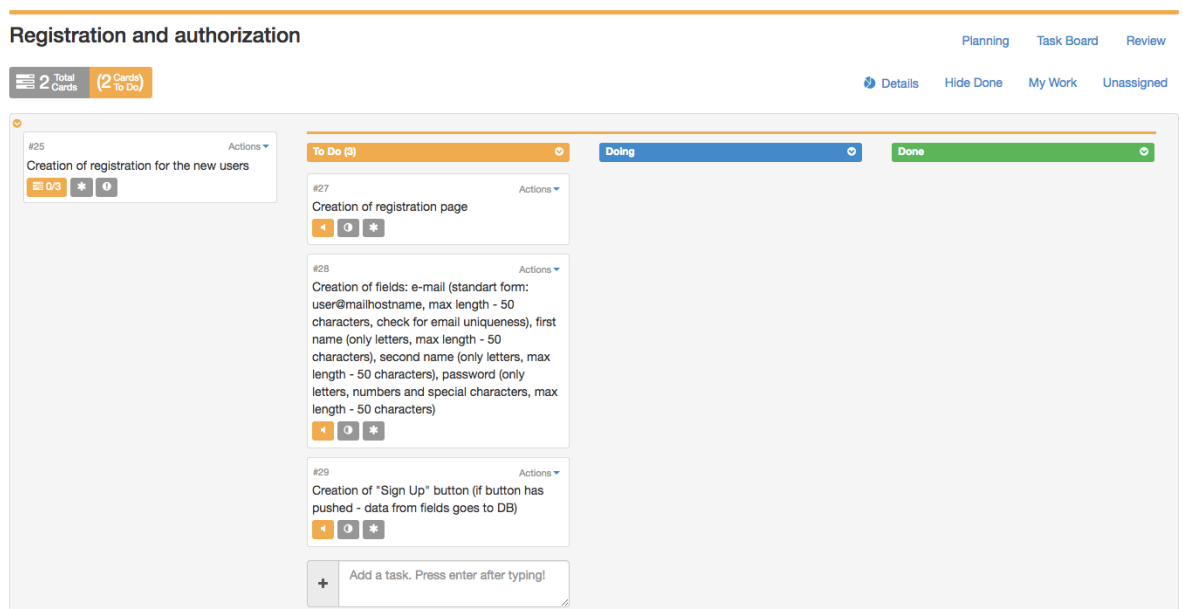 Registration and authorization
Planning Task Board Review
2 Total Cards (2 Cards To Do)
Details Hide Done My Work Unassigned
#25 Actions
Creation of registration for the new users
0/3
To Do (3) Doing Done
#27 Actions
Creation of registration page
#28 Actions
Creation of fields: e-mail (standart form:
user@mailhostname, max length - 50
characters, check for email uniqueness), first
name (only letters, max length - 50
characters), second name (only letters, max
length - 50 characters), password (only
letters, numbers and special characters, max
length - 50 characters)
#29 Actions
Creation of "Sign Up" button (if button has
pushed - data from fields goes to DB)
+ Add a task. Press enter after typing!